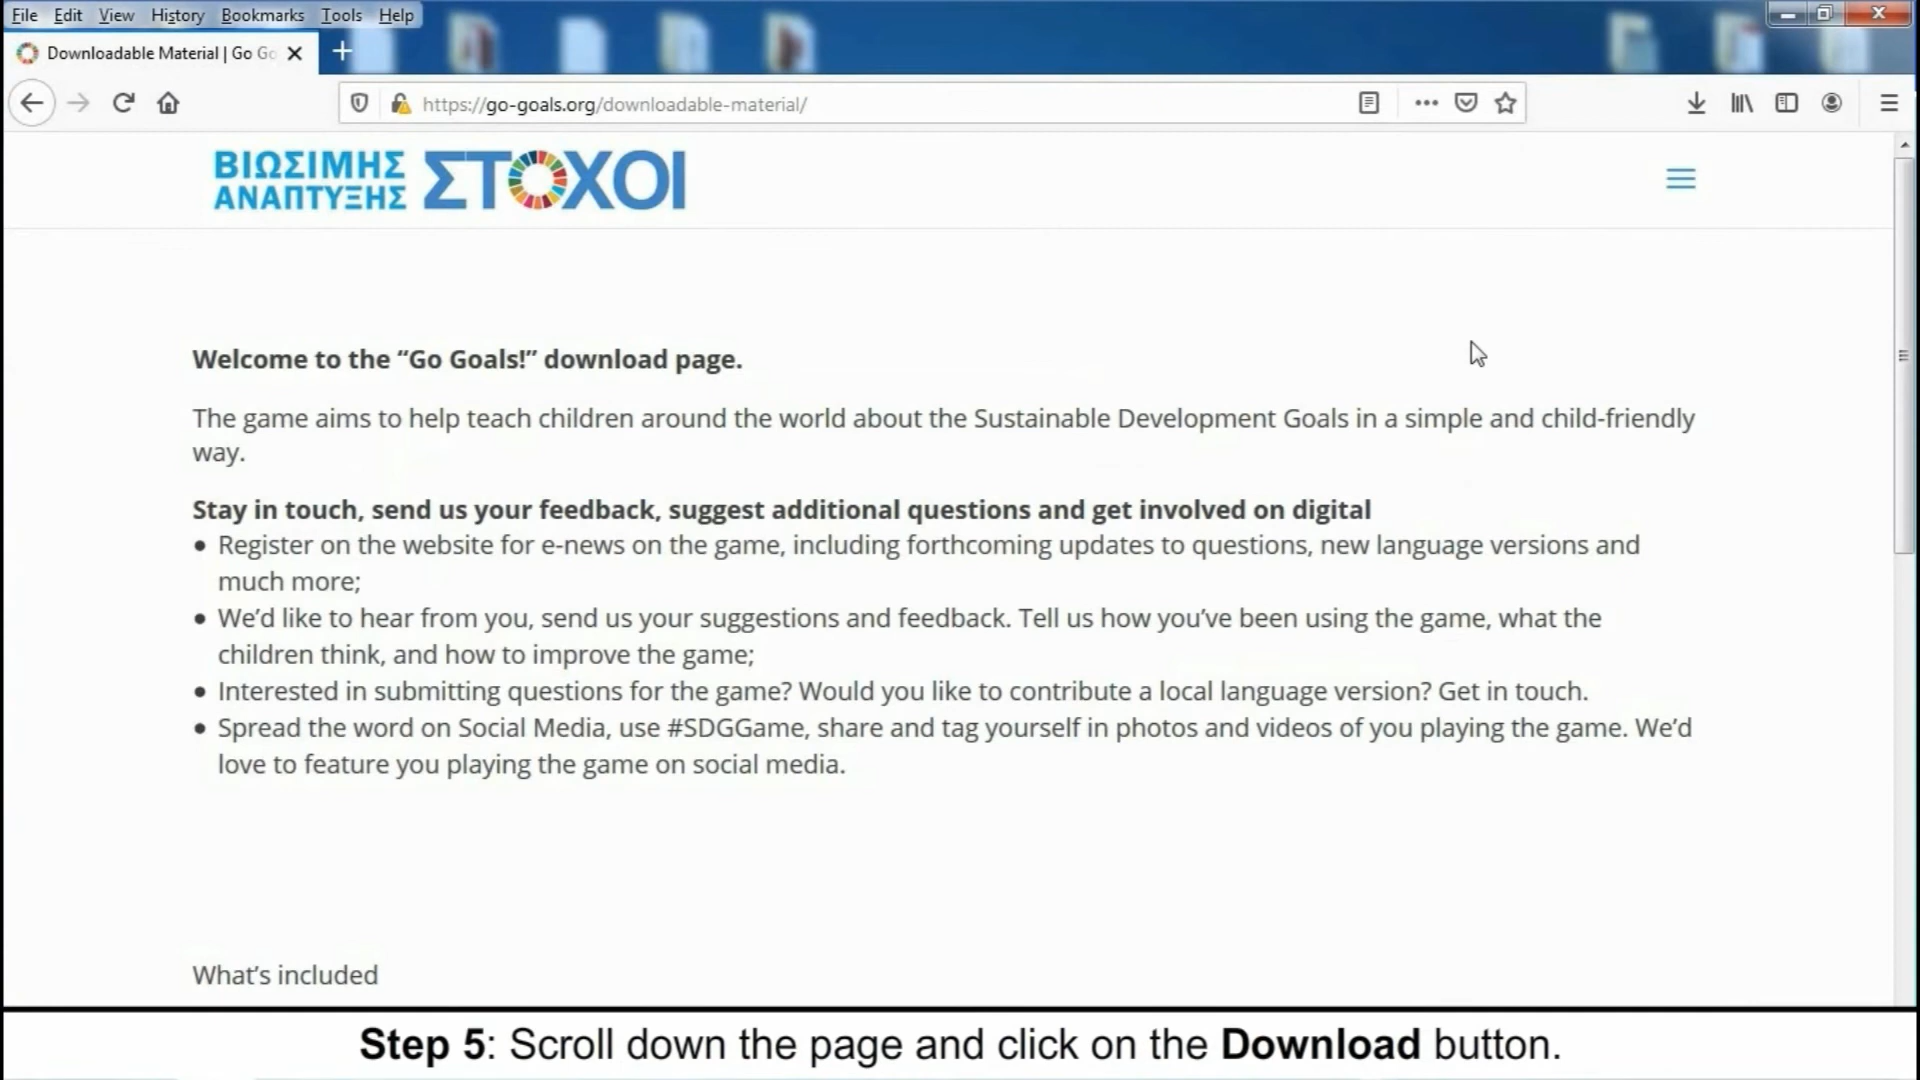 File Edit View History Bookmarks Tools Help
Downloadable Material | Go Go
https://go-goals.org/downloadable-material/
ΒΙΩΣΙΜΗΣ
ΑΝΑΠΤΥΞΗΣ
ΣΤΟΧΟΙ
Welcome to the “Go Goals!” download page.
The game aims to help teach children around the world about the Sustainable Development Goals in a simple and child-friendly
way.
Stay in touch, send us your feedback, suggest additional questions and get involved on digital
● Register on the website for e-news on the game, including forthcoming updates to questions, new language versions and
much more;
● We’d like to hear from you, send us your suggestions and feedback. Tell us how you’ve been using the game, what the
children think, and how to improve the game;
● Interested in submitting questions for the game? Would you like to contribute a local language version? Get in touch.
● Spread the word on Social Media, use #SDGGame, share and tag yourself in photos and videos of you playing the game. We’d
love to feature you playing the game on social media.
What’s included
Step 5: Scroll down the page and click on the Download button.